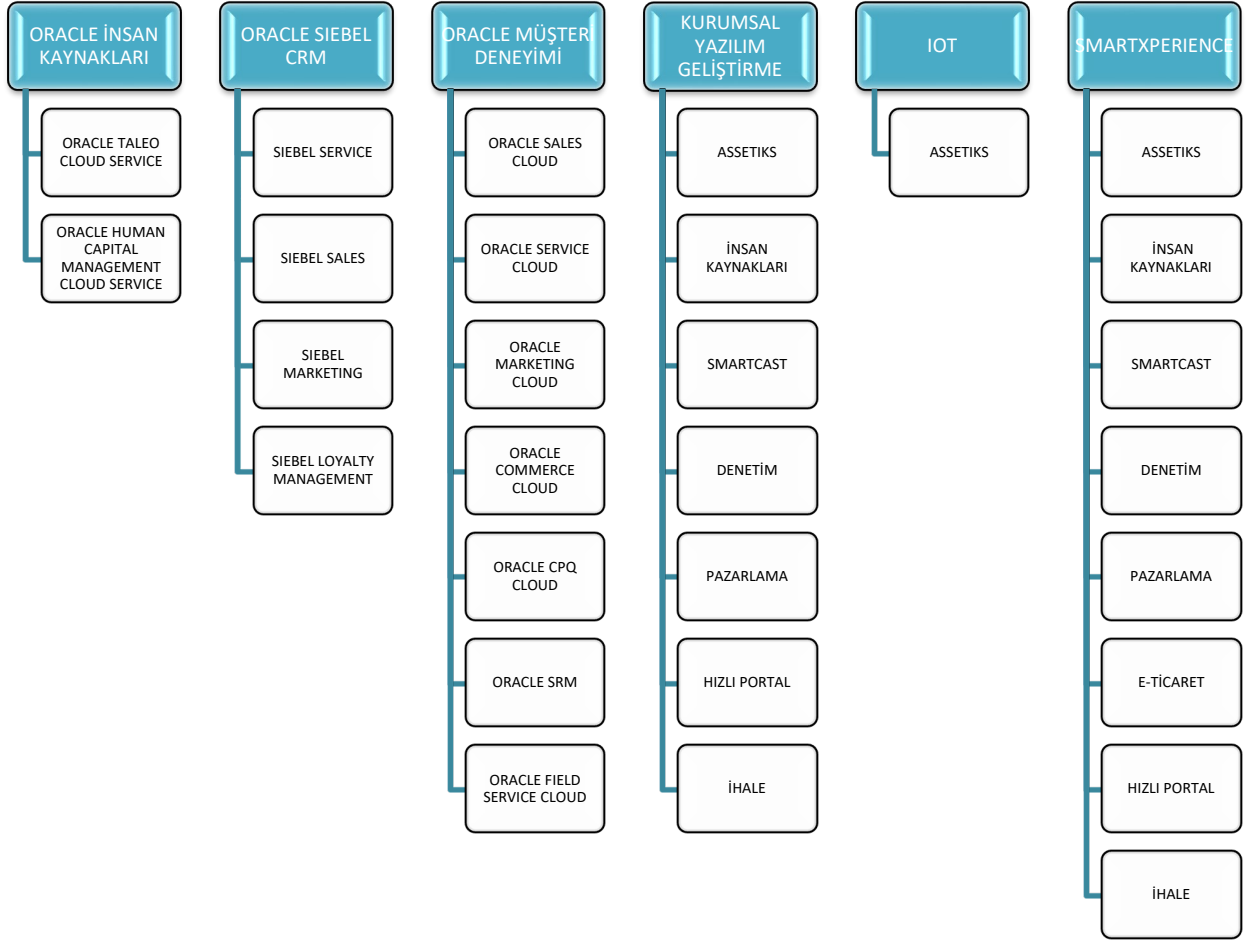 ORACLE İNSAN
KAYNAKLARI
ORACLE TALEO
CLOUD SERVICE
ORACLE HUMAN
CAPITAL
MANAGEMENT
CLOUD SERVICE
ORACLE SIEBEL
CRM
SIEBEL SERVICE
SIEBEL SALES
SIEBEL
MARKETING
SIEBEL LOYALTY
MANAGEMENT
ORACLE MÜŞTERİ
DENEYİMİ
ORACLE SALES
CLOUD
ORACLE SERVICE
CLOUD
ORACLE
MARKETING
CLOUD
ORACLE
COMMERCE
CLOUD
ORACLE CPQ
CLOUD
ORACLE SRM
ORACLE FIELD
SERVICE CLOUD
KURUMSAL
YAZILIM
GELİŞTİRME
ASSETIKS
İNSAN
KAYNAKLARI
SMARTCAST
DENETİM
PAZARLAMA
HIZLI PORTAL
İHALE
IOT
ASSETIKS
SMARTXPERIENCE
ASSETIKS
İNSAN
KAYNAKLARI
SMARTCAST
DENETİM
PAZARLAMA
E-TİCARET
HIZLI PORTAL
İHALE